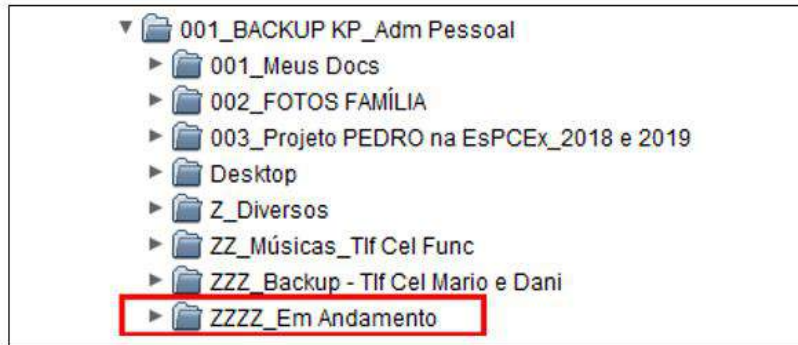 001_BACKUP KP_Adm Pessoal
001_Meus Docs
002_FOTOS FAMÍLIA
003_Projeto PEDRO na EsPCEx_2018 e 2019
Desktop
Z_Diversos
ZZ_Músicas_Tlf Cel Func
ZZZ_Backup - Tlf Cel Mario e Dani
ZZZZ_Em Andamento